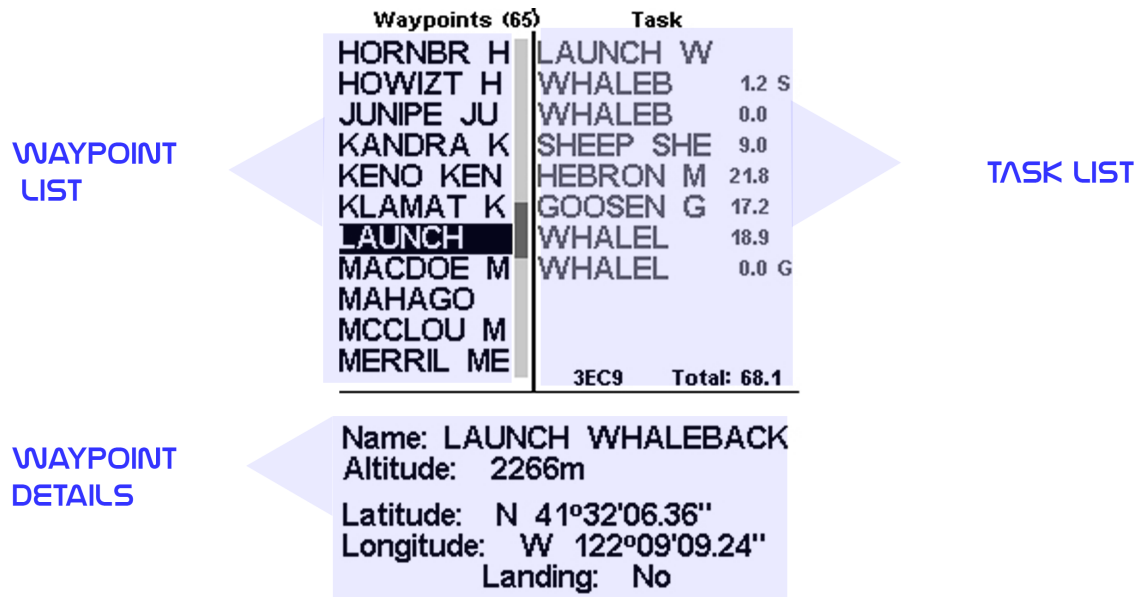 Waypoints (65) Task
HORNBR H LAUNCH W
HOWIZT H WHALEB 1.2 S
JUNIPE JU WHALEB 0.0
KANDRA K SHEEP SHE 9.0
KENO KEN HEBRON M 21.8
KLAMAT K GOOSEN G 17.2
LAUNCH WHALEL 18.9
MACDOE M WHALEL 0.0 G
MAHAGO
MCCLOU M
MERRIL ME
3EC9 Total: 68.1
WAYPOINT
LIST
TASK LIST
WAYPOINT
DETAILS
Name: LAUNCH WHALEBACK
Altitude: 2266m
Latitude: N 41º32'06.36"
Longitude: W 122º09'09.24"
Landing: No